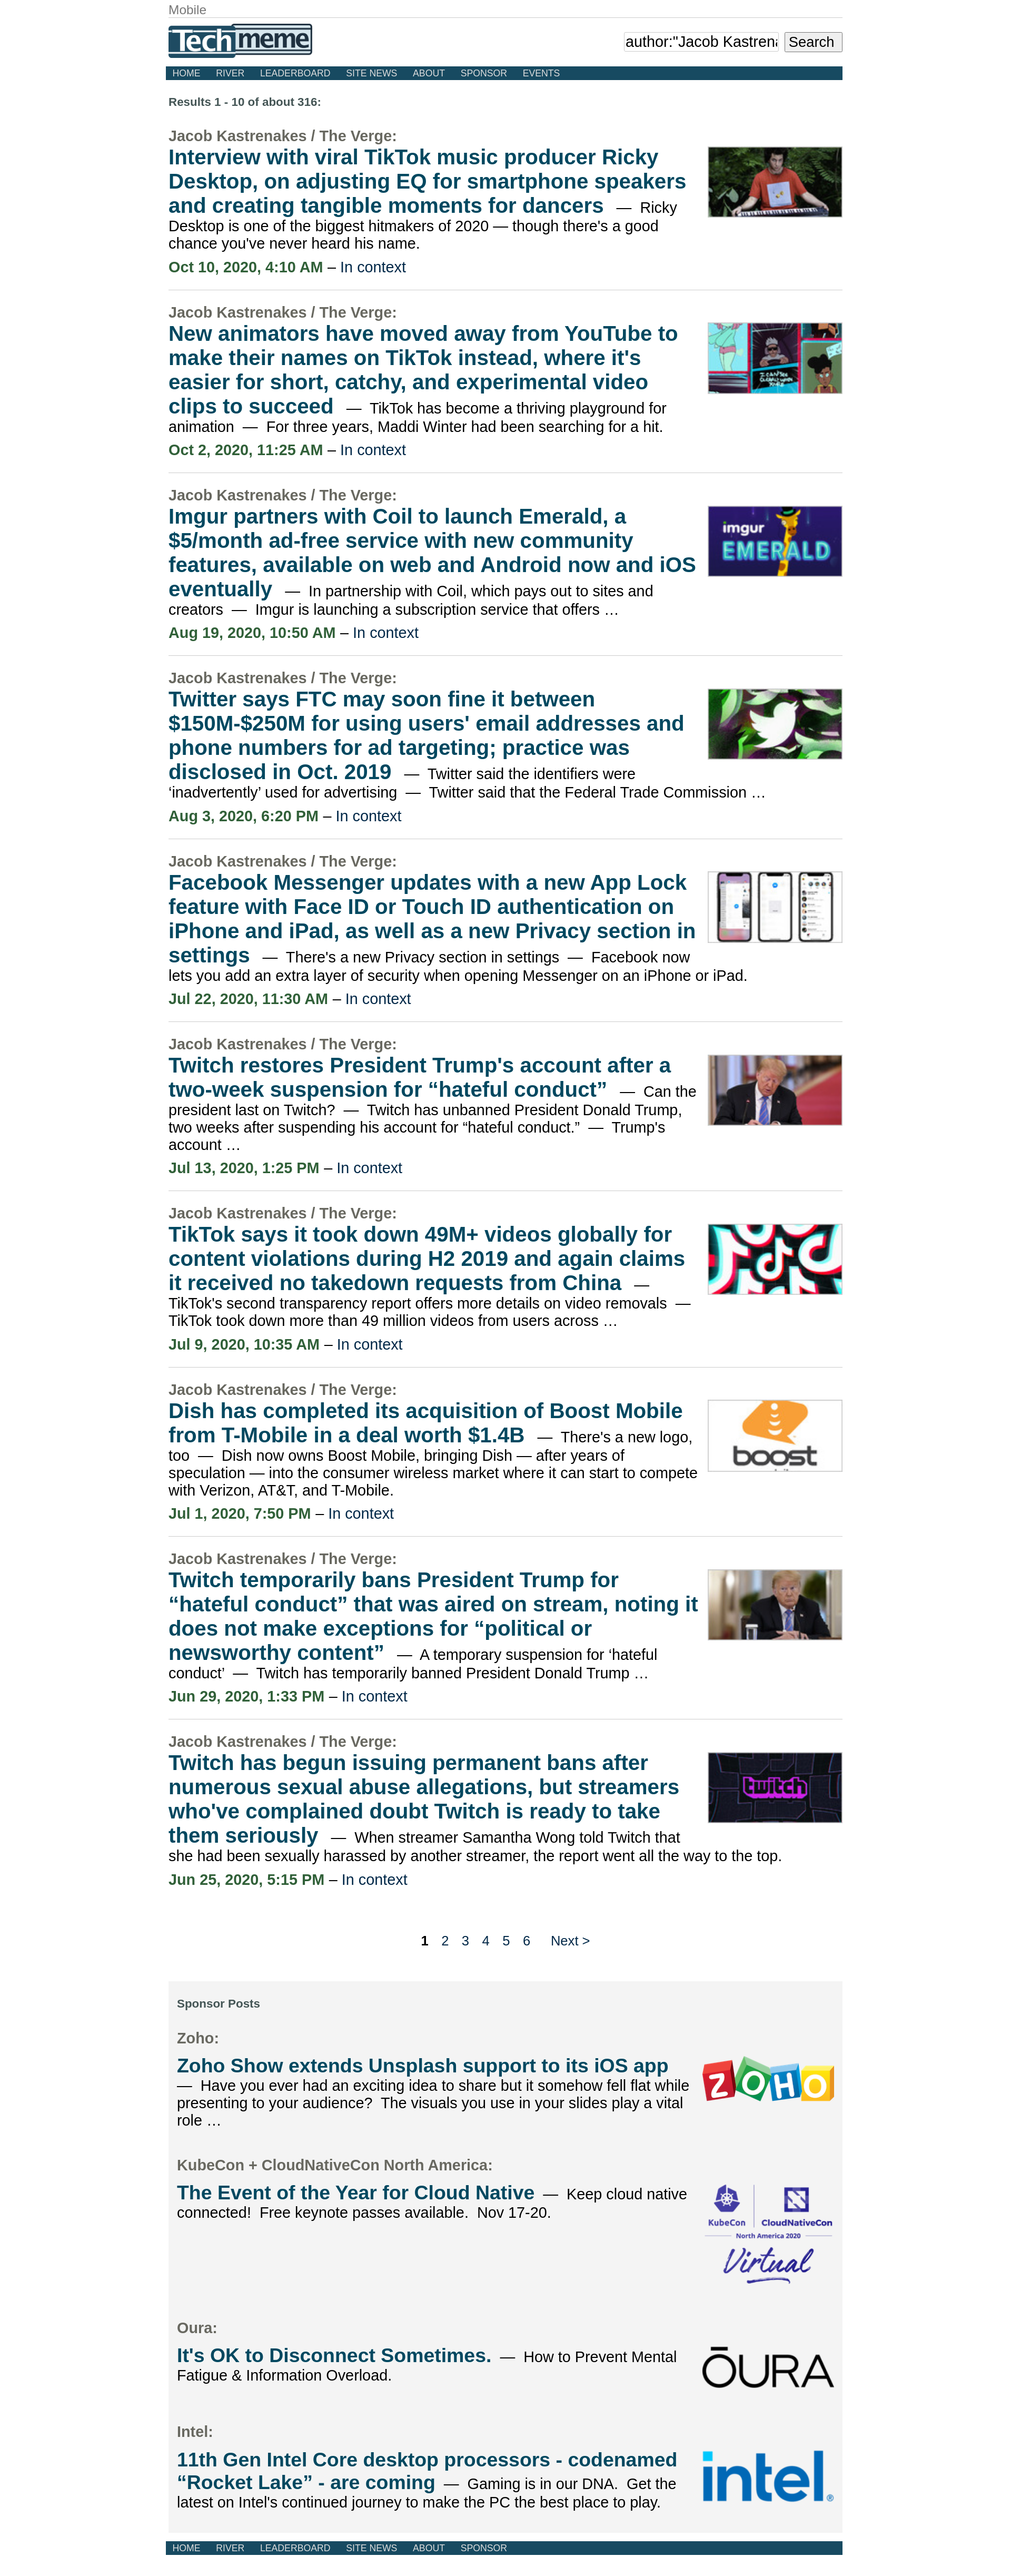 Mobile
Techmeme
author:"Jacob Kastrena
Search
HOME RIVER LEADERBOARD SITE NEWS ABOUT SPONSOR EVENTS
Results 1 - 10 of about 316:
Jacob Kastrenakes / The Verge:
Interview with viral TikTok music producer Ricky
Desktop, on adjusting EQ for smartphone speakers
and creating tangible moments for dancers — Ricky
Desktop is one of the biggest hitmakers of 2020 — though there's a good
chance you've never heard his name.
Oct 10, 2020, 4:10 AM – In context
Jacob Kastrenakes / The Verge:
New animators have moved away from YouTube to
make their names on TikTok instead, where it's
easier for short, catchy, and experimental video
clips to succeed — TikTok has become a thriving playground for
animation — For three years, Maddi Winter had been searching for a hit.
Oct 2, 2020, 11:25 AM – In context
Jacob Kastrenakes / The Verge:
Imgur partners with Coil to launch Emerald, a
$5/month ad-free service with new community
features, available on web and Android now and iOS
eventually — In partnership with Coil, which pays out to sites and
creators — Imgur is launching a subscription service that offers …
imgur
EMERALD
Aug 19, 2020, 10:50 AM – In context
Jacob Kastrenakes / The Verge:
Twitter says FTC may soon fine it between
$150M-$250M for using users' email addresses and
phone numbers for ad targeting; practice was
disclosed in Oct. 2019 — Twitter said the identifiers were
‘inadvertently’ used for advertising — Twitter said that the Federal Trade Commission …
Aug 3, 2020, 6:20 PM – In context
Jacob Kastrenakes / The Verge:
Facebook Messenger updates with a new App Lock
feature with Face ID or Touch ID authentication on
iPhone and iPad, as well as a new Privacy section in
settings — There's a new Privacy section in settings — Facebook now
lets you add an extra layer of security when opening Messenger on an iPhone or iPad.
Jul 22, 2020, 11:30 AM – In context
Jacob Kastrenakes / The Verge:
Twitch restores President Trump's account after a
two-week suspension for “hateful conduct” — Can the
president last on Twitch? — Twitch has unbanned President Donald Trump,
two weeks after suspending his account for “hateful conduct.” — Trump's
account …
Jul 13, 2020, 1:25 PM – In context
Jacob Kastrenakes / The Verge:
TikTok says it took down 49M+ videos globally for
content violations during H2 2019 and again claims
it received no takedown requests from China —
TikTok's second transparency report offers more details on video removals —
TikTok took down more than 49 million videos from users across …
Jul 9, 2020, 10:35 AM – In context
Jacob Kastrenakes / The Verge:
Dish has completed its acquisition of Boost Mobile
from T-Mobile in a deal worth $1.4B — There's a new logo,
too — Dish now owns Boost Mobile, bringing Dish — after years of
speculation — into the consumer wireless market where it can start to compete
with Verizon, AT&T, and T-Mobile.
boost
Jul 1, 2020, 7:50 PM – In context
Jacob Kastrenakes / The Verge:
Twitch temporarily bans President Trump for
“hateful conduct” that was aired on stream, noting it
does not make exceptions for “political or
newsworthy content” — A temporary suspension for ‘hateful
conduct’ — Twitch has temporarily banned President Donald Trump …
Jun 29, 2020, 1:33 PM – In context
Jacob Kastrenakes / The Verge:
Twitch has begun issuing permanent bans after
numerous sexual abuse allegations, but streamers
who've complained doubt Twitch is ready to take
them seriously — When streamer Samantha Wong told Twitch that
she had been sexually harassed by another streamer, the report went all the way to the top.
twitch
Jun 25, 2020, 5:15 PM – In context
1 2 3 4 5 6 Next >
Sponsor Posts
Zoho:
Zoho Show extends Unsplash support to its iOS app
— Have you ever had an exciting idea to share but it somehow fell flat while
presenting to your audience? The visuals you use in your slides play a vital
role …
ZOHO
KubeCon + CloudNativeCon North America:
The Event of the Year for Cloud Native — Keep cloud native
connected! Free keynote passes available. Nov 17-20.
KubeCon CloudNativeCon
North America 2020
Virtual
Oura:
It's OK to Disconnect Sometimes. — How to Prevent Mental
Fatigue & Information Overload.
ŌURA
Intel:
11th Gen Intel Core desktop processors - codenamed
“Rocket Lake” - are coming — Gaming is in our DNA. Get the
latest on Intel's continued journey to make the PC the best place to play.
intel®
HOME RIVER LEADERBOARD SITE NEWS ABOUT SPONSOR